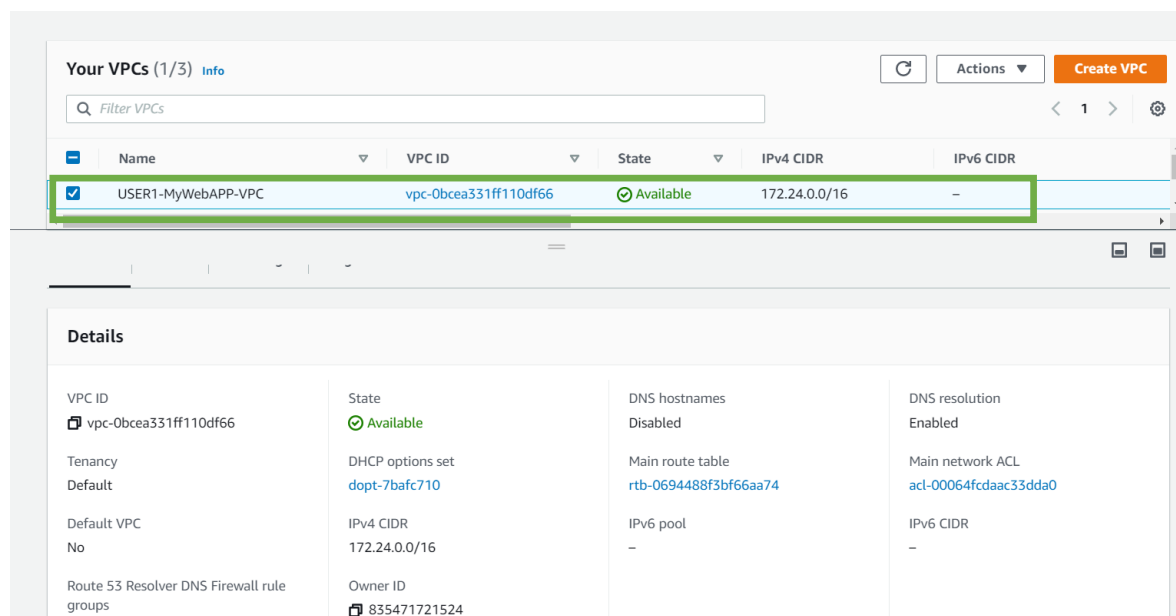 Your VPCs (1/3) Info Actions Create VPC
Filter VPCs 1
Name VPC ID State IPv4 CIDR IPv6 CIDR
USER1-MyWebAPP-VPC vpc-0bcea331ff110df66 Available 172.24.0.0/16 –
Details
VPC ID State DNS hostnames DNS resolution
vpc-0bcea331ff110df66 Available Disabled Enabled
Tenancy DHCP options set Main route table Main network ACL
Default dopt-7bafc710 rtb-0694488f3bf66aa74 acl-00064fcdaac33dda0
Default VPC IPv4 CIDR IPv6 pool IPv6 CIDR
No 172.24.0.0/16 – –
Route 53 Resolver DNS Firewall rule Owner ID
groups 835471721524